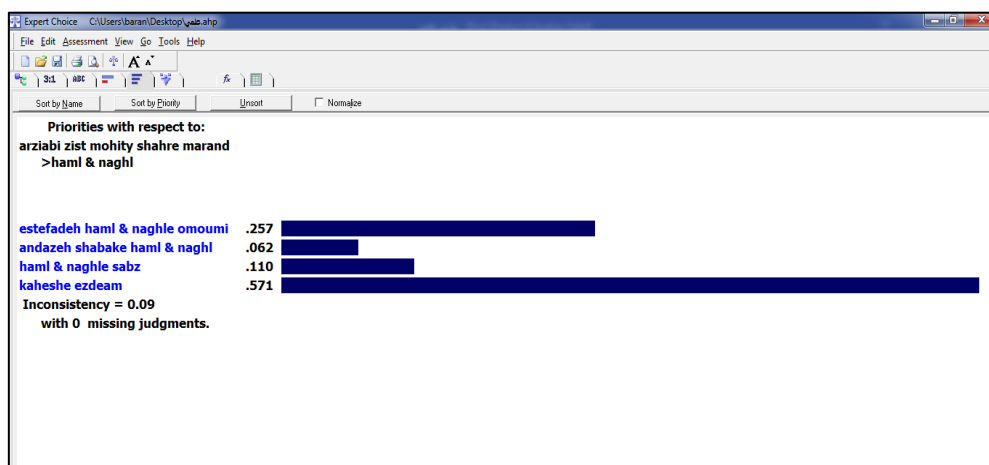 Expert Choice C:\Users\baran\Desktop\علمي.ahp
File Edit Assessment View Go Tools Help
A A
3:1 ABC fx
Sort by Name Sort by Priority Unsort Normalize
Priorities with respect to:
arziabi zist mohity shahre marand
>haml & naghl
estefadeh haml & naghle omoumi .257
andazeh shabake haml & naghl .062
haml & naghle sabz .110
kaheshe ezdeam .571
Inconsistency = 0.09
with 0 missing judgments.